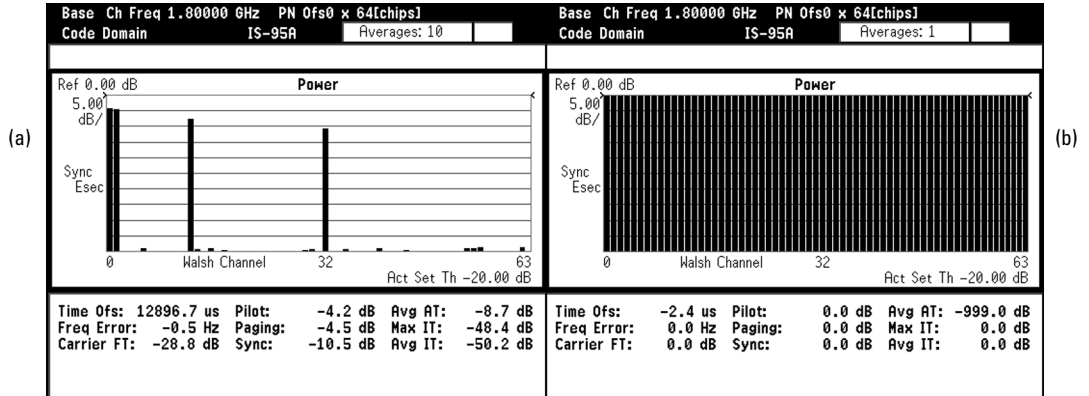 (a)
Base Ch Freq 1.80000 GHz PN Ofs0 x 64[chips]
Code Domain IS-95A Averages: 10
Ref 0.00 dB Power
5.00
dB/
Sync
Esec
0 Walsh Channel 32 63
Act Set Th -20.00 dB
Time Ofs: 12896.7 us Pilot: -4.2 dB Avg AT: -8.7 dB
Freq Error: -0.5 Hz Paging: -4.5 dB Max IT: -48.4 dB
Carrier FT: -28.8 dB Sync: -10.5 dB Avg IT: -50.2 dB
Base Ch Freq 1.80000 GHz PN Ofs0 x 64[chips]
Code Domain IS-95A Averages: 1
Ref 0.00 dB Power
5.00
dB/
Sync
Esec
0 Walsh Channel 32 63
Act Set Th -20.00 dB
Time Ofs: -2.4 us Pilot: 0.0 dB Avg AT: -999.0 dB
Freq Error: 0.0 Hz Paging: 0.0 dB Max IT: 0.0 dB
Carrier FT: 0.0 dB Sync: 0.0 dB Avg IT: 0.0 dB
(b)